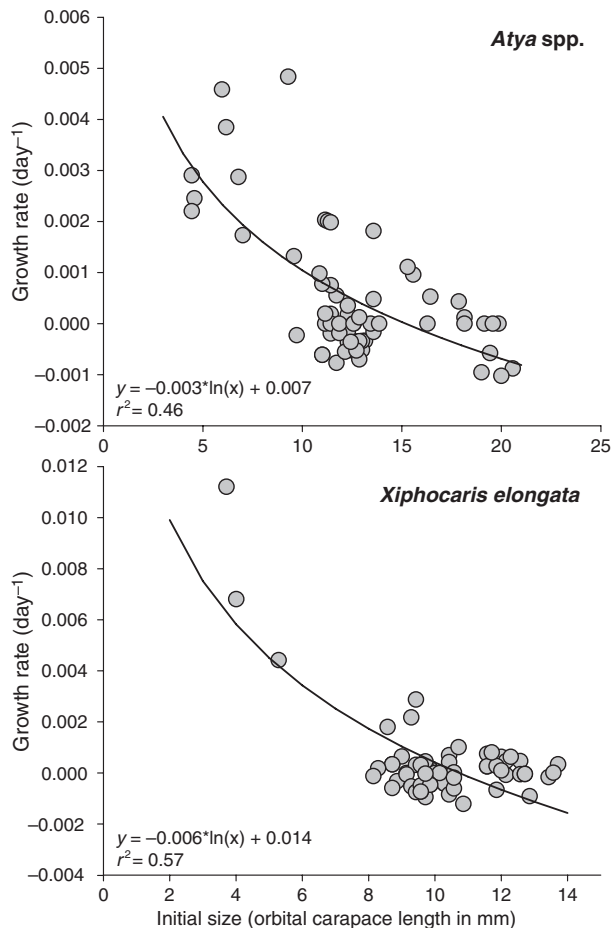 0.006
Atya spp.
0.005
0.004
0.003
0.002
0.001
0.000
−0.001
−0.002
Growth rate (day−1)
y = −0.003*ln(x) + 0.007
r2 = 0.46
0 5 10 15 20 25
0.012
Xiphocaris elongata
0.010
0.008
0.006
0.004
0.002
0.000
−0.002
−0.004
Growth rate (day−1)
y = −0.006*ln(x) + 0.014
r2 = 0.57
0 2 4 6 8 10 12 14
Initial size (orbital carapace length in mm)